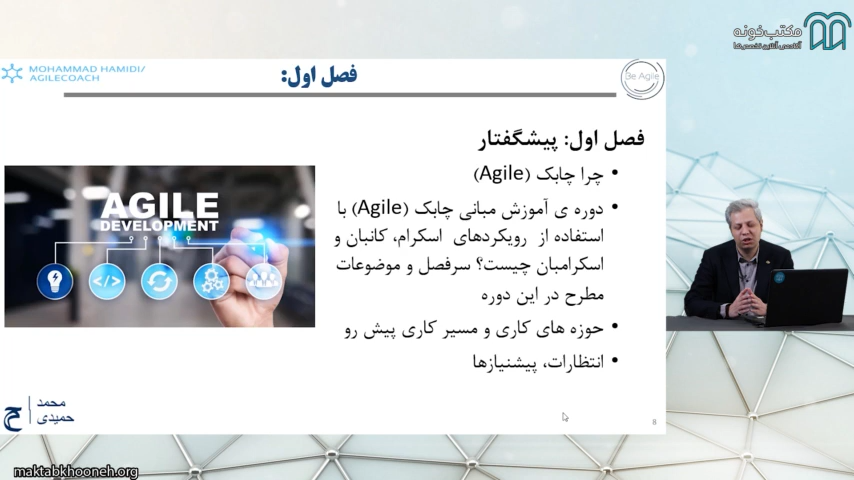 مکتب‌خونه
آکادمی آنلاین تخصص‌ها
MOHAMMAD HAMIDI/
AGILECOACH
فصل اول:
Be Agile
فصل اول: پیشگفتار
• چرا چابک (Agile)
• دوره ی آموزش مبانی چابک (Agile) با
استفاده از رویکردهای اسکرام، کانبان و
اسکرامبان چیست؟ سرفصل و موضوعات
مطرح در این دوره
• حوزه های کاری و مسیر کاری پیش رو
• انتظارات، پیشنیازها
AGILE
DEVELOPMENT
</>
محمد
حمیدی
ح
8
maktabkhooneh.org